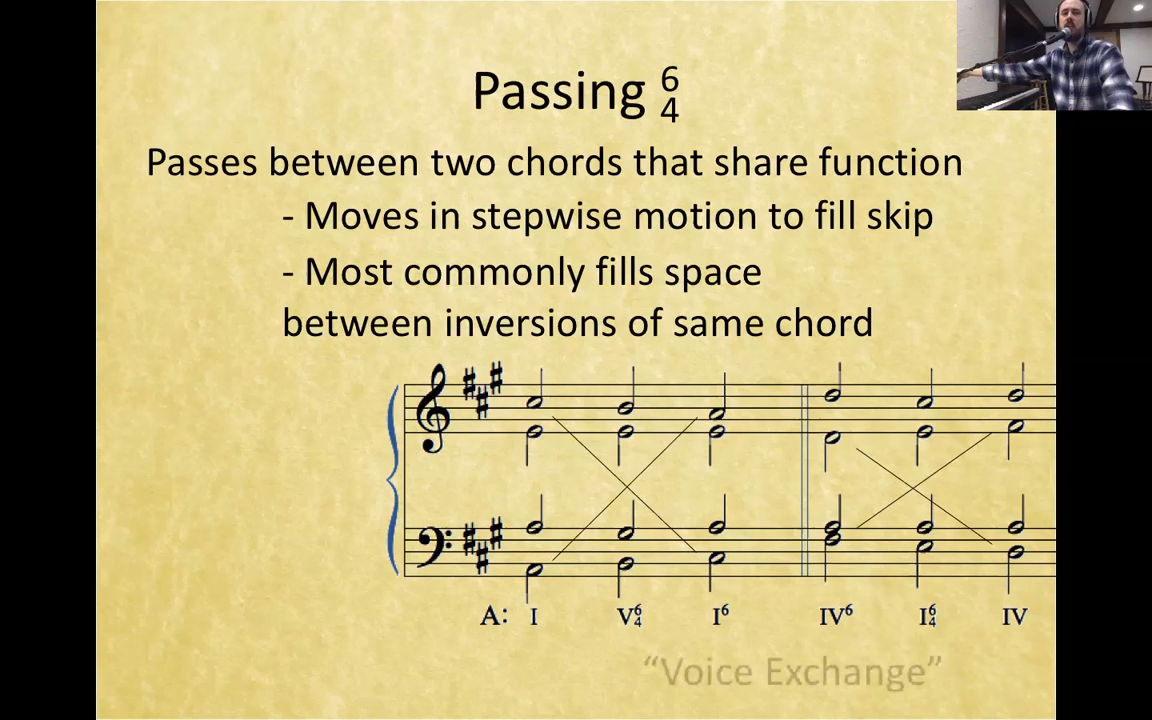 Passing 6/4
Passes between two chords that share function
- Moves in stepwise motion to fill skip
- Most commonly fills space
between inversions of same chord
A: I V6/4 I6 IV6 I6/4 IV
“Voice Exchange”